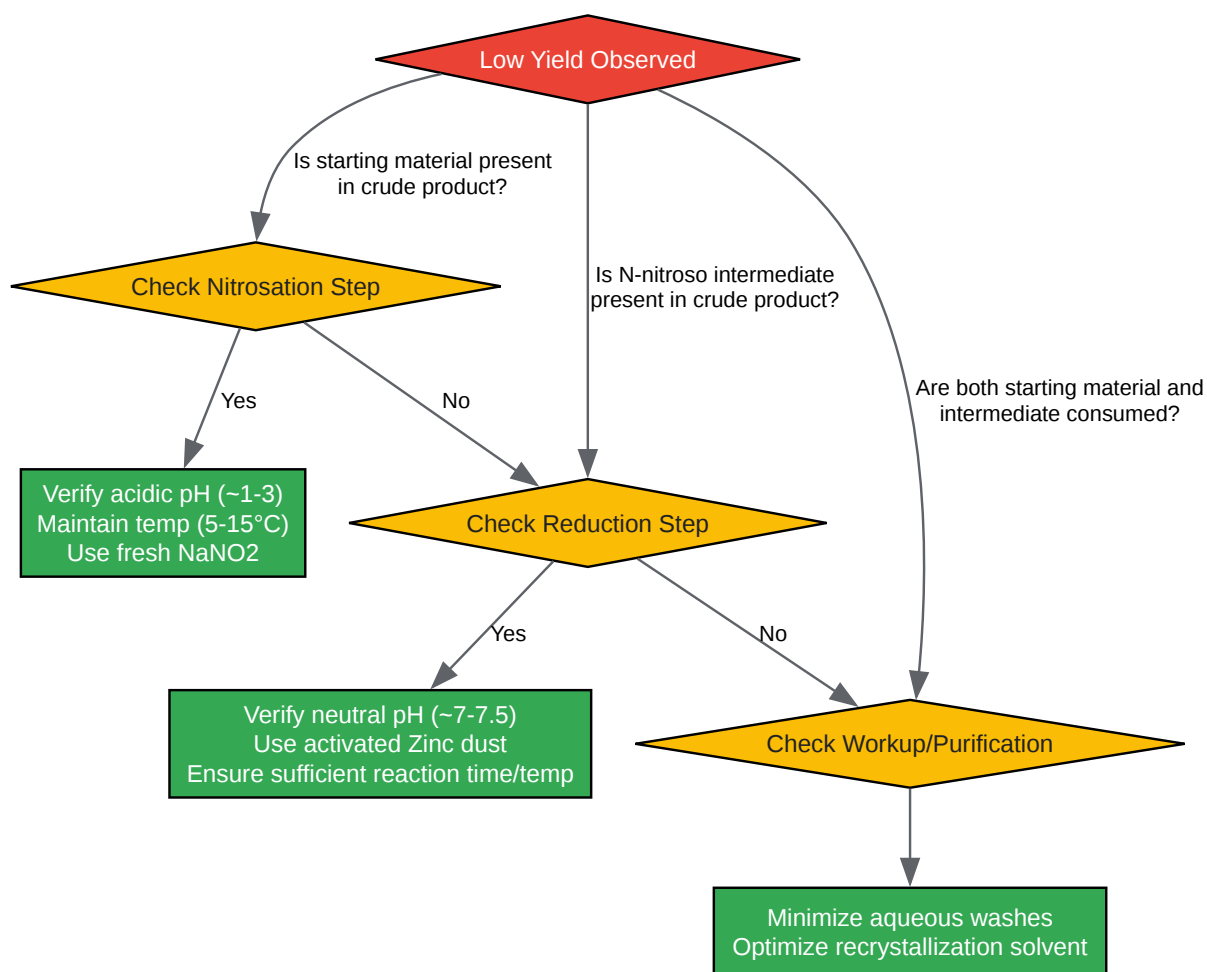 Low Yield Observed
Is starting material present
in crude product?
Check Nitrosation Step
Is N-nitroso intermediate
present in crude product?
Are both starting material and
intermediate consumed?
Yes
No
Verify acidic pH (~1-3)
Maintain temp (5-15°C)
Use fresh NaNO2
Check Reduction Step
Yes
No
Verify neutral pH (~7-7.5)
Use activated Zinc dust
Ensure sufficient reaction time/temp
Check Workup/Purification
Minimize aqueous washes
Optimize recrystallization solvent